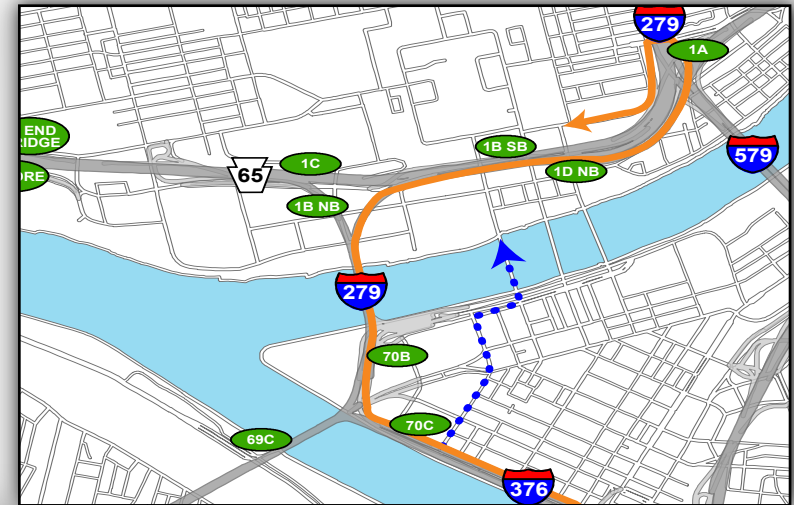 279
1A
END
RIDGE
1B SB
579
1C
65
1D NB
ORE
1B NB
279
70B
70C
69C
376